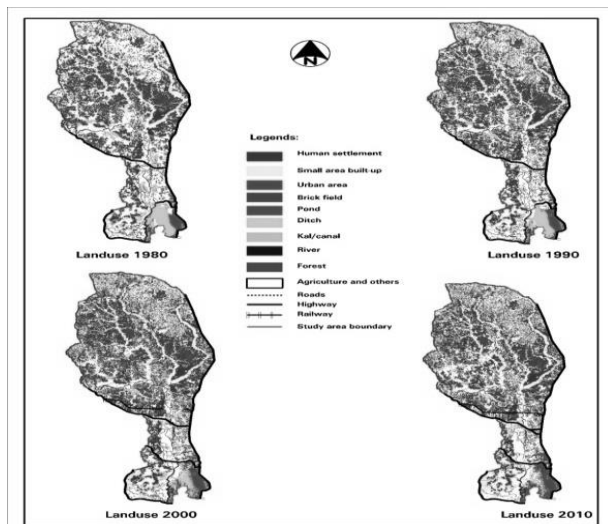 N
Legends:
Human settlement
Small area built-up
Urban area
Brick field
Pond
Ditch
Kal/canal
River
Forest
Agriculture and others
Roads
Highway
Railway
Study area boundary
Landuse 1980
Landuse 1990
Landuse 2000
Landuse 2010